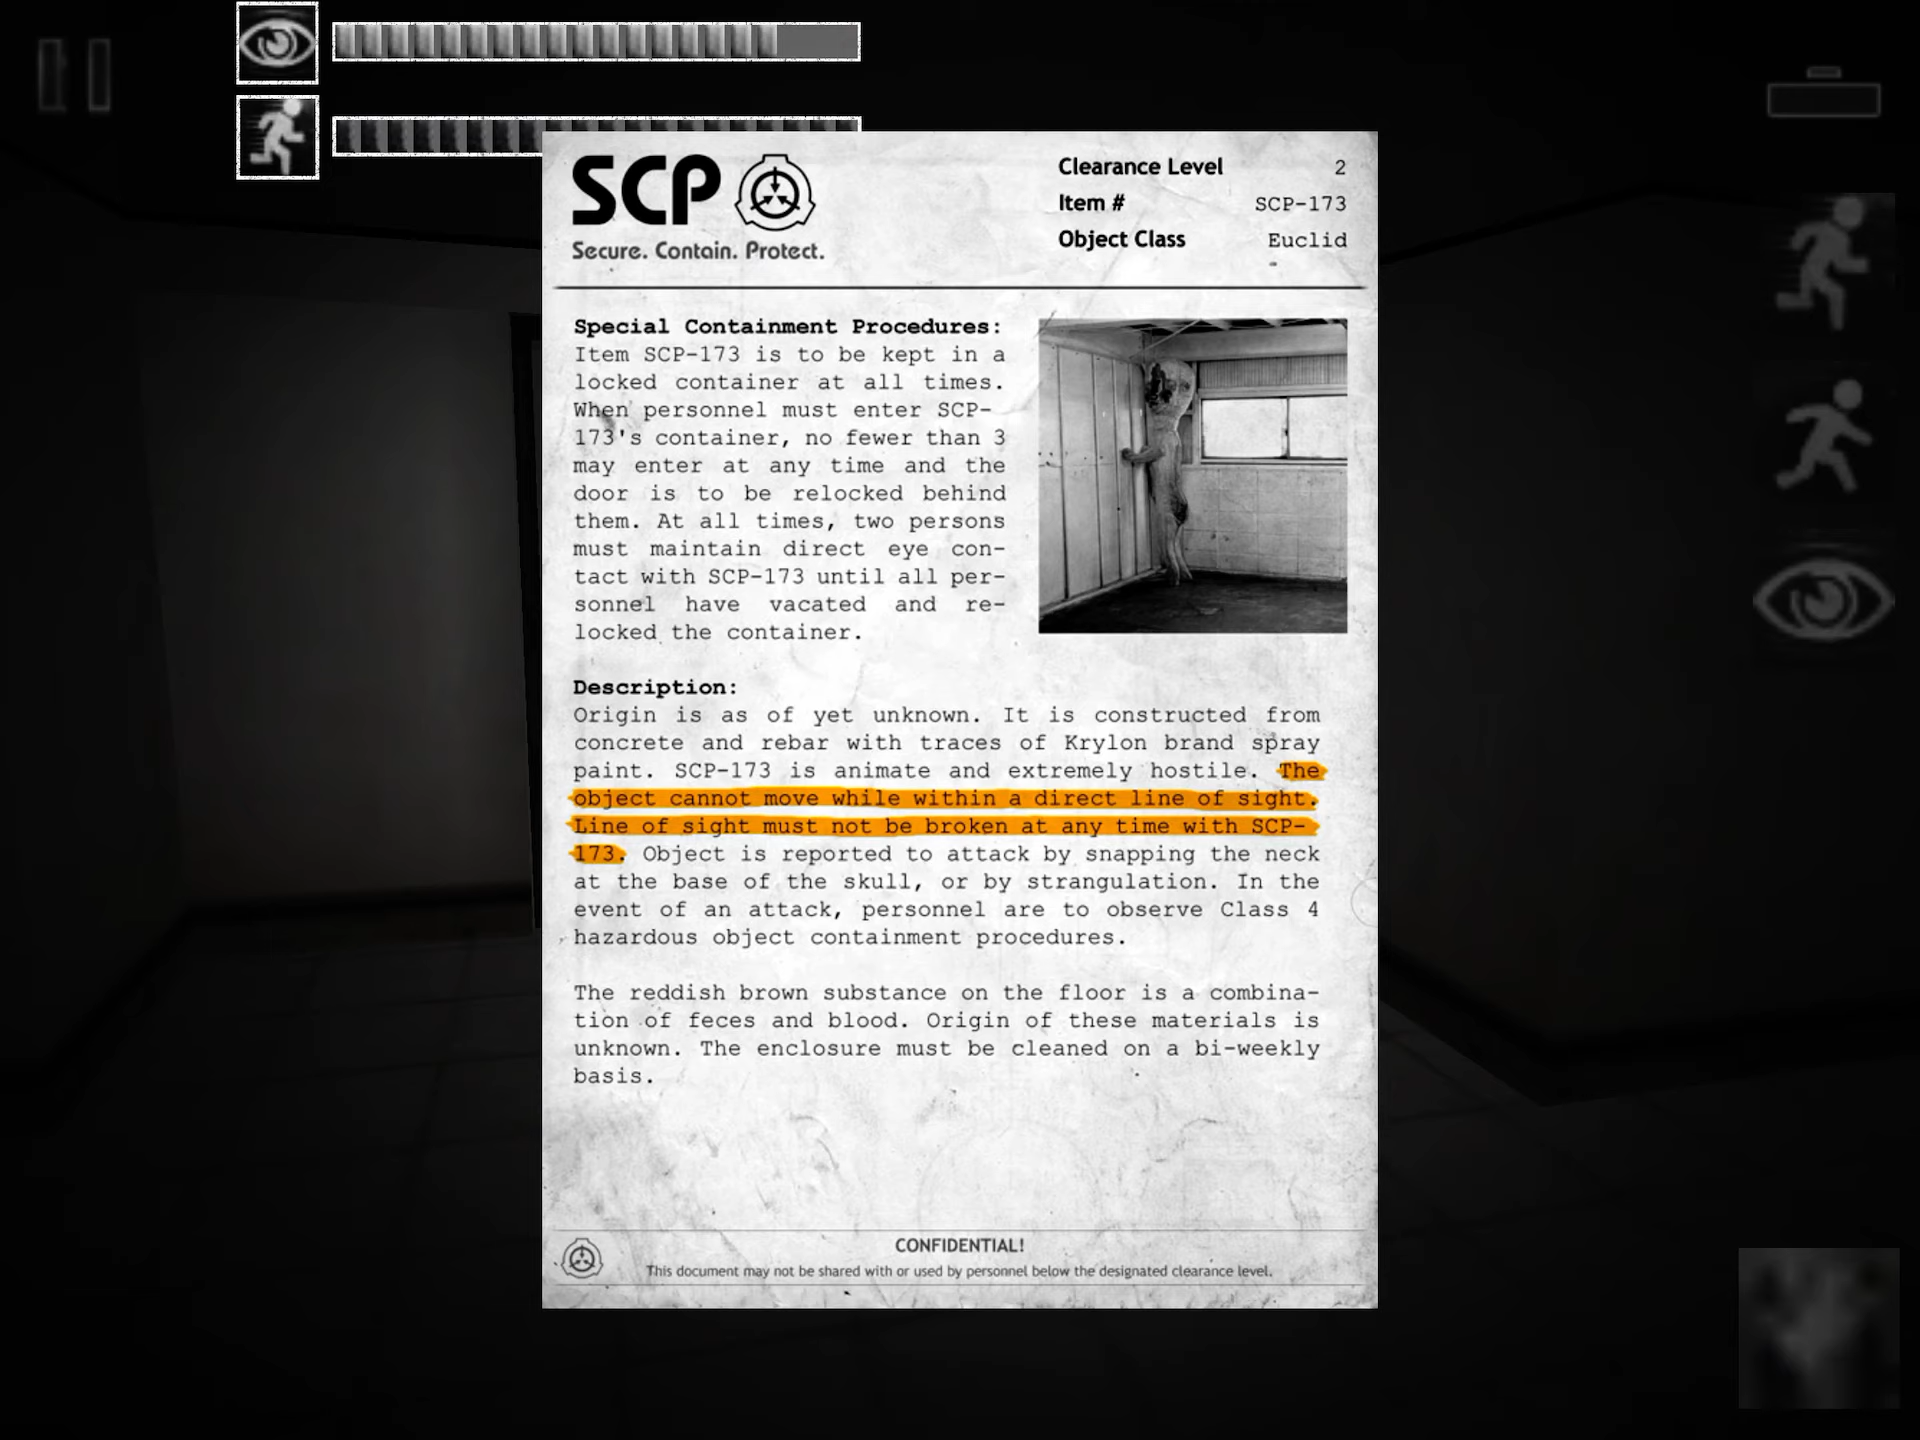 SCP
Secure. Contain. Protect.
Clearance Level 2
Item # SCP-173
Object Class Euclid
Special Containment Procedures:
Item SCP-173 is to be kept in a
locked container at all times.
When personnel must enter SCP-
173's container, no fewer than 3
may enter at any time and the
door is to be relocked behind
them. At all times, two persons
must maintain direct eye con-
tact with SCP-173 until all per-
sonnel have vacated and re-
locked the container.
Description:
Origin is as of yet unknown. It is constructed from
concrete and rebar with traces of Krylon brand spray
paint. SCP-173 is animate and extremely hostile. The
object cannot move while within a direct line of sight.
Line of sight must not be broken at any time with SCP-
173. Object is reported to attack by snapping the neck
at the base of the skull, or by strangulation. In the
event of an attack, personnel are to observe Class 4
hazardous object containment procedures.
The reddish brown substance on the floor is a combina-
tion of feces and blood. Origin of these materials is
unknown. The enclosure must be cleaned on a bi-weekly
basis.
CONFIDENTIAL!
This document may not be shared with or used by personnel below the designated clearance level.